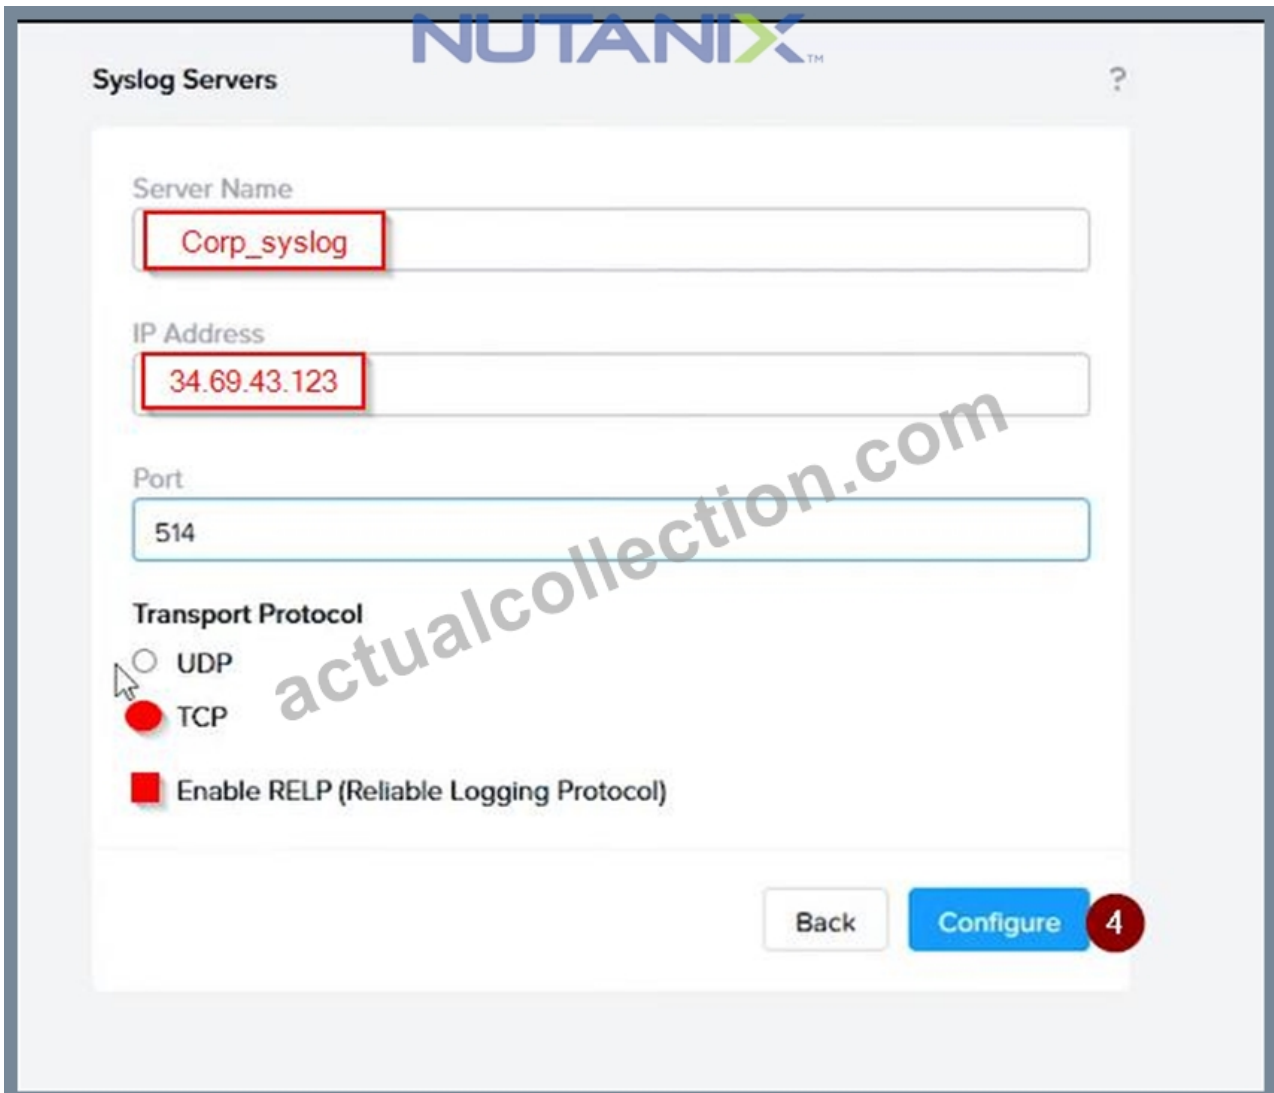 NUTANIX™
Syslog Servers ?
Server Name
Corp_syslog
IP Address
34.69.43.123
Port
514
Transport Protocol
UDP
TCP
Enable RELP (Reliable Logging Protocol)
Back Configure 4
actualcollection.com